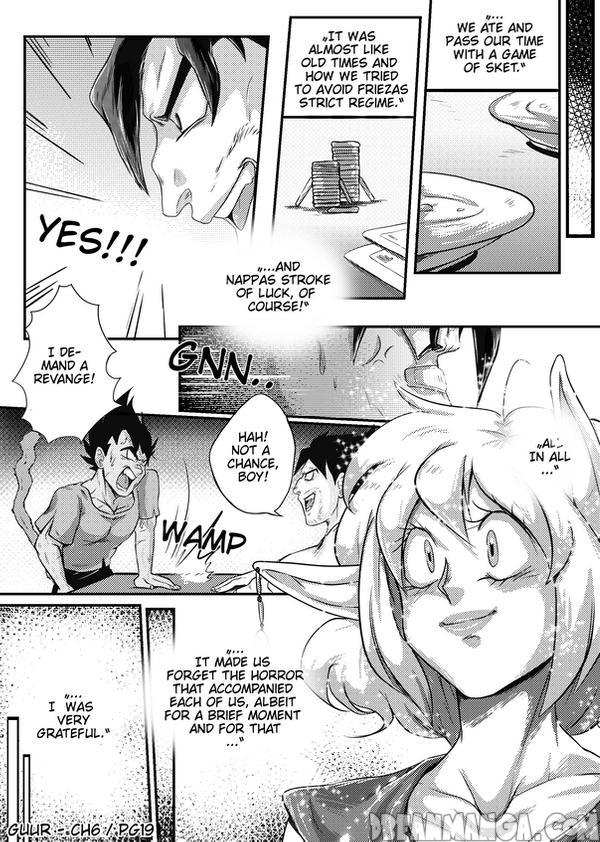 „...
WE ATE AND
PASS OUR TIME
WITH A GAME
OF SKET."
„IT WAS
ALMOST LIKE
OLD TIMES AND
HOW WE TRIED
TO AVOID FRIEZAS
STRICT REGIME."
„...AND
NAPPAS STROKE
OF LUCK, OF
COURSE!"
YES!!!
GNN..
I DE-
MAND A
REVANGE!
HAH!
NOT
A CHANCE,
BOY!
WAMP
„ALL
IN ALL
..."
„...
IT MADE US
FORGET THE HORROR
THAT ACCOMPANIED
EACH OF US, ALBEIT
FOR A BRIEF MOMENT
AND FOR THAT
..."
„...
I WAS
VERY
GRATEFUL."
GUUR - CH6 / PG19
DREAMMANGA.COM